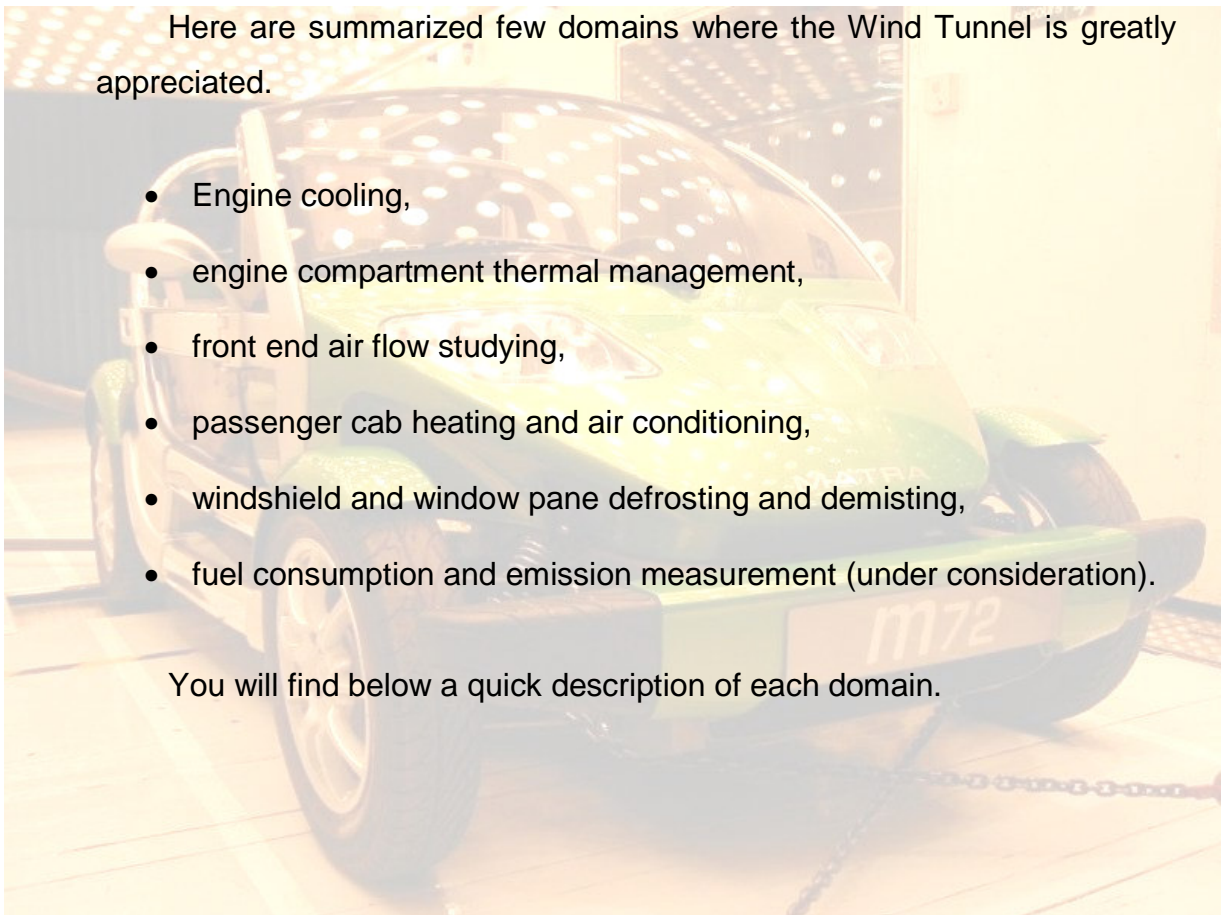 Here are summarized few domains where the Wind Tunnel is greatly
appreciated.
• Engine cooling,
• engine compartment thermal management,
• front end air flow studying,
• passenger cab heating and air conditioning,
• windshield and window pane defrosting and demisting,
• fuel consumption and emission measurement (under consideration).
m72
You will find below a quick description of each domain.